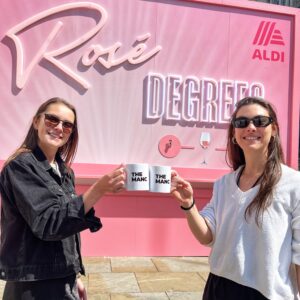 Rosé
ALDI
DEGREES
THE
MANC
THE
MANC